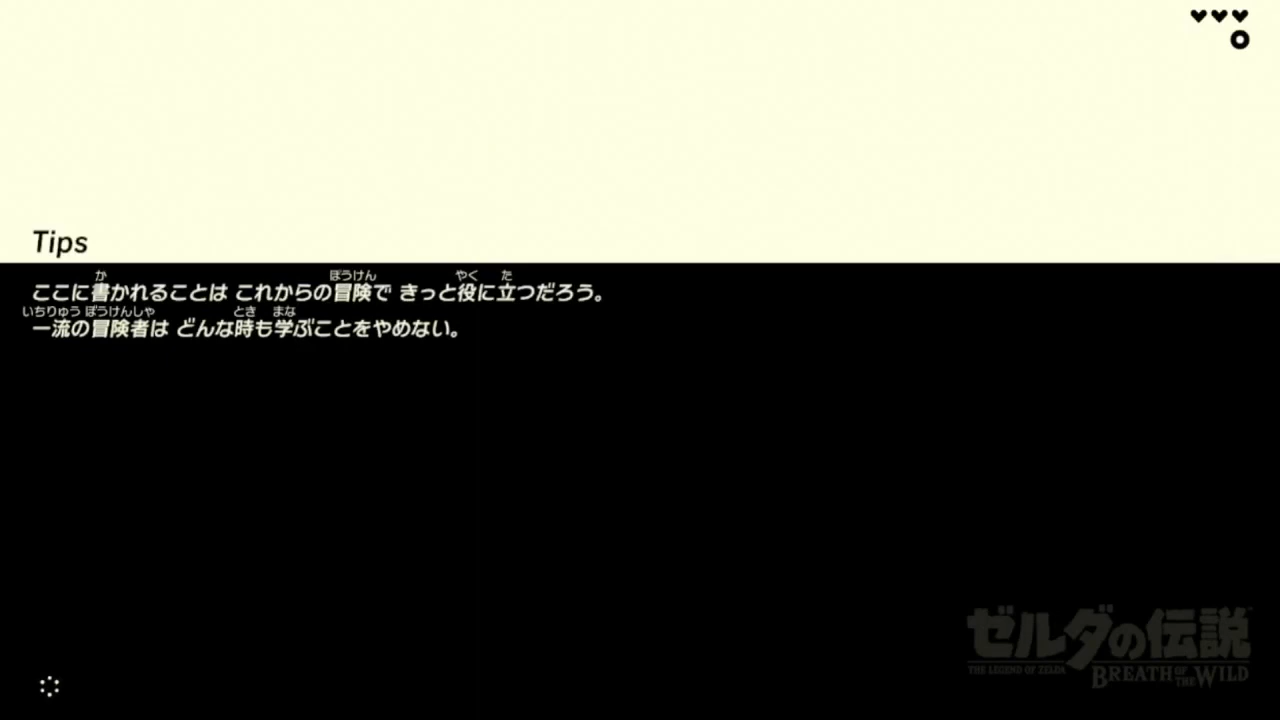 Tips
ここに書かれることは これからの冒険で きっと役に立つだろう。
一流の冒険者は どんな時も学ぶことをやめない。
ゼルダの伝説
THE LEGEND OF ZELDA
BREATH OF THE WILD